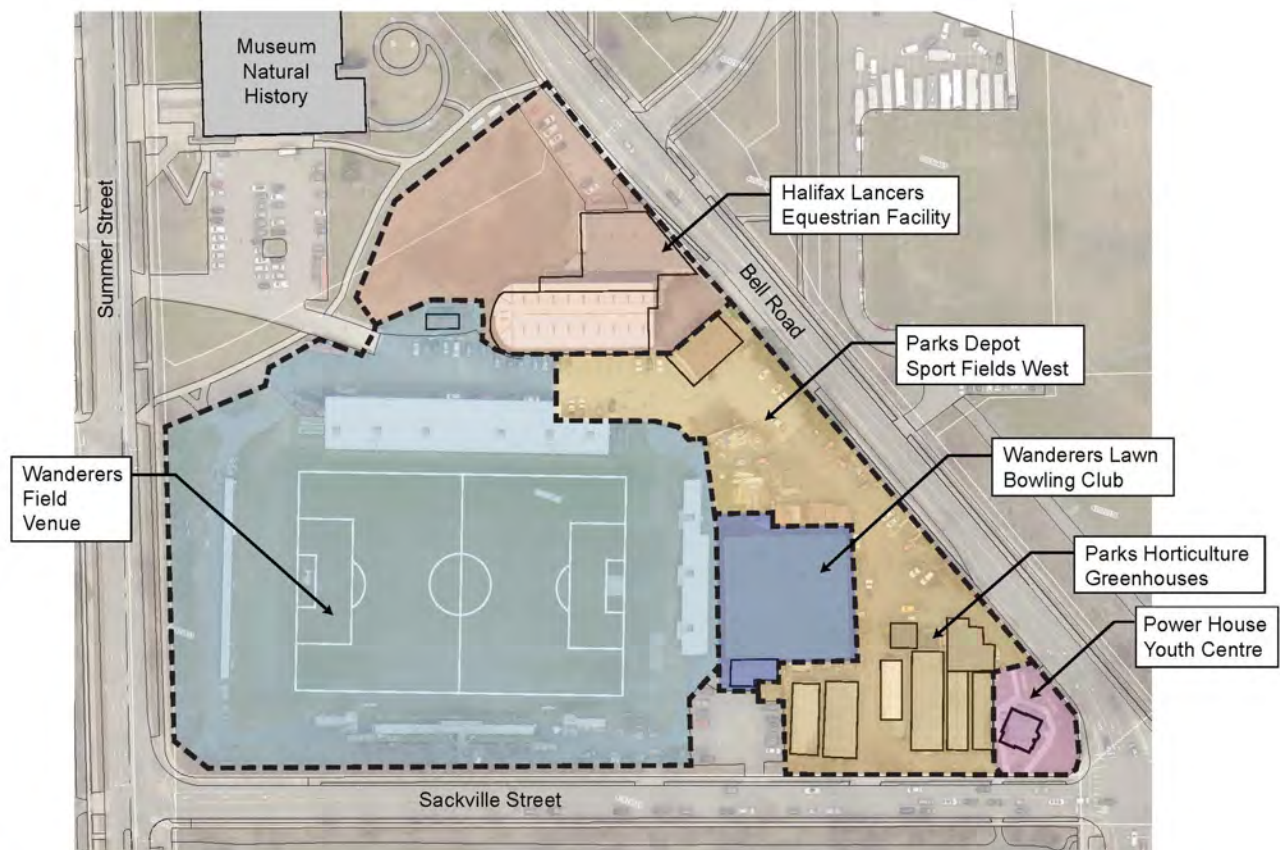 Museum
Natural
History
Summer Street
Halifax Lancers
Equestrian Facility
Bell Road
Parks Depot
Sport Fields West
Wanderers
Field
Venue
Wanderers Lawn
Bowling Club
Parks Horticulture
Greenhouses
Power House
Youth Centre
Sackville Street